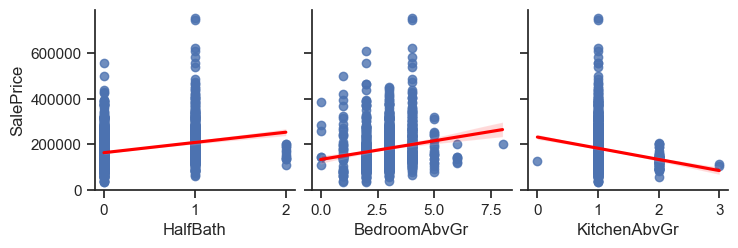 SalePrice
600000
400000
200000
0
0 1 2
HalfBath
0.0 2.5 5.0 7.5
BedroomAbvGr
0 1 2 3
KitchenAbvGr